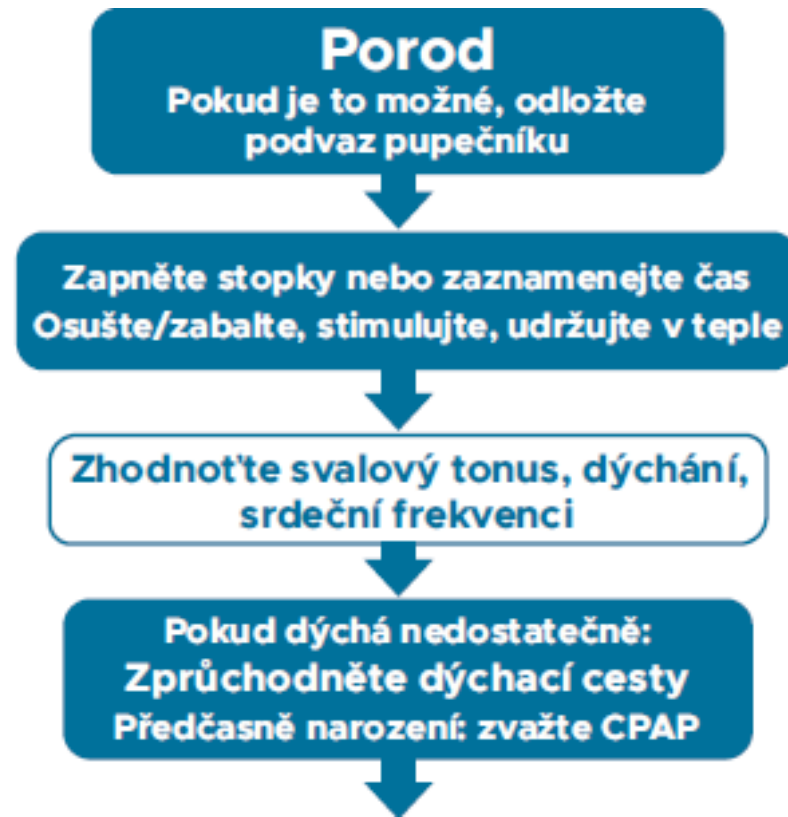 Porod
Pokud je to možné, odložte
podvaz pupečníku
Zapněte stopky nebo zaznamenejte čas
Osušte/zabalte, stimulujte, udržujte v teple
Zhodnoťte svalový tonus, dýchání,
srdeční frekvenci
Pokud dýchá nedostatečně:
Zprůchodněte dýchací cesty
Předčasně narození: zvažte CPAP